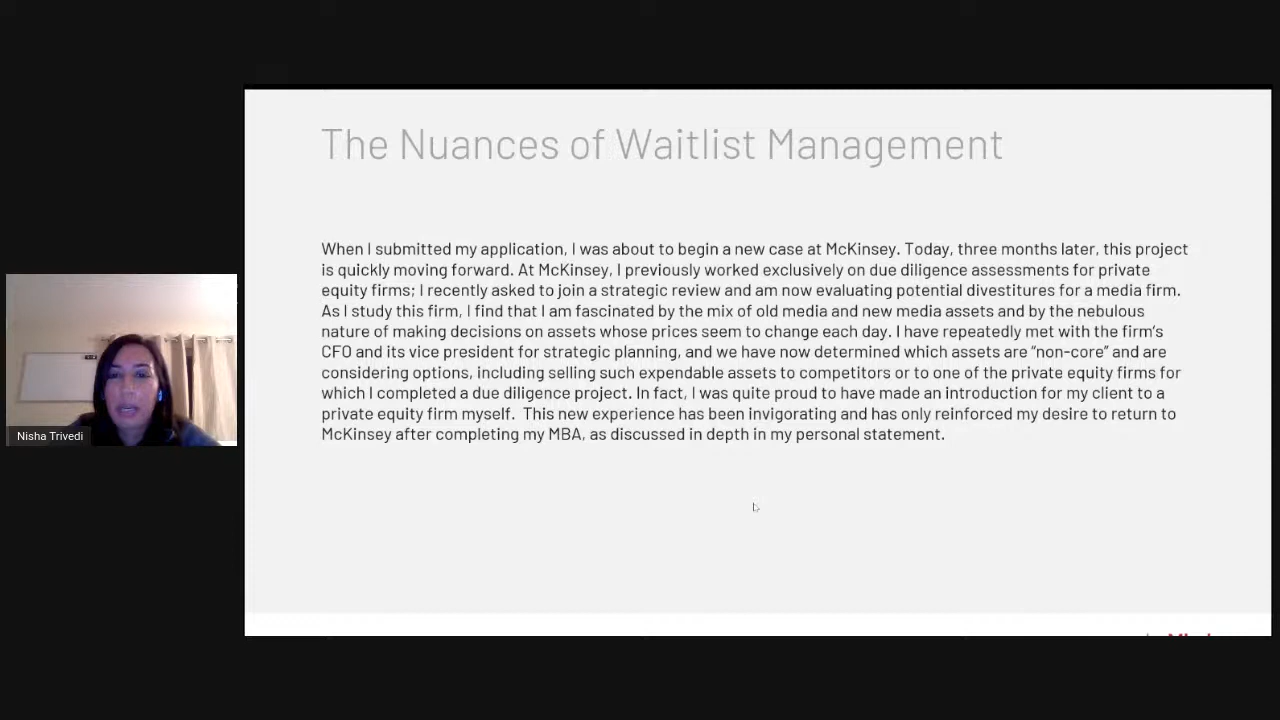 The Nuances of Waitlist Management
When I submitted my application, I was about to begin a new case at McKinsey. Today, three months later, this project
is quickly moving forward. At McKinsey, I previously worked exclusively on due diligence assessments for private
equity firms; I recently asked to join a strategic review and am now evaluating potential divestitures for a media firm.
As I study this firm, I find that I am fascinated by the mix of old media and new media assets and by the nebulous
nature of making decisions on assets whose prices seem to change each day. I have repeatedly met with the firm’s
CFO and its vice president for strategic planning, and we have now determined which assets are “non-core” and are
considering options, including selling such expendable assets to competitors or to one of the private equity firms for
which I completed a due diligence project. In fact, I was quite proud to have made an introduction for my client to a
private equity firm myself.  This new experience has been invigorating and has only reinforced my desire to return to
McKinsey after completing my MBA, as discussed in depth in my personal statement.
Nisha Trivedi